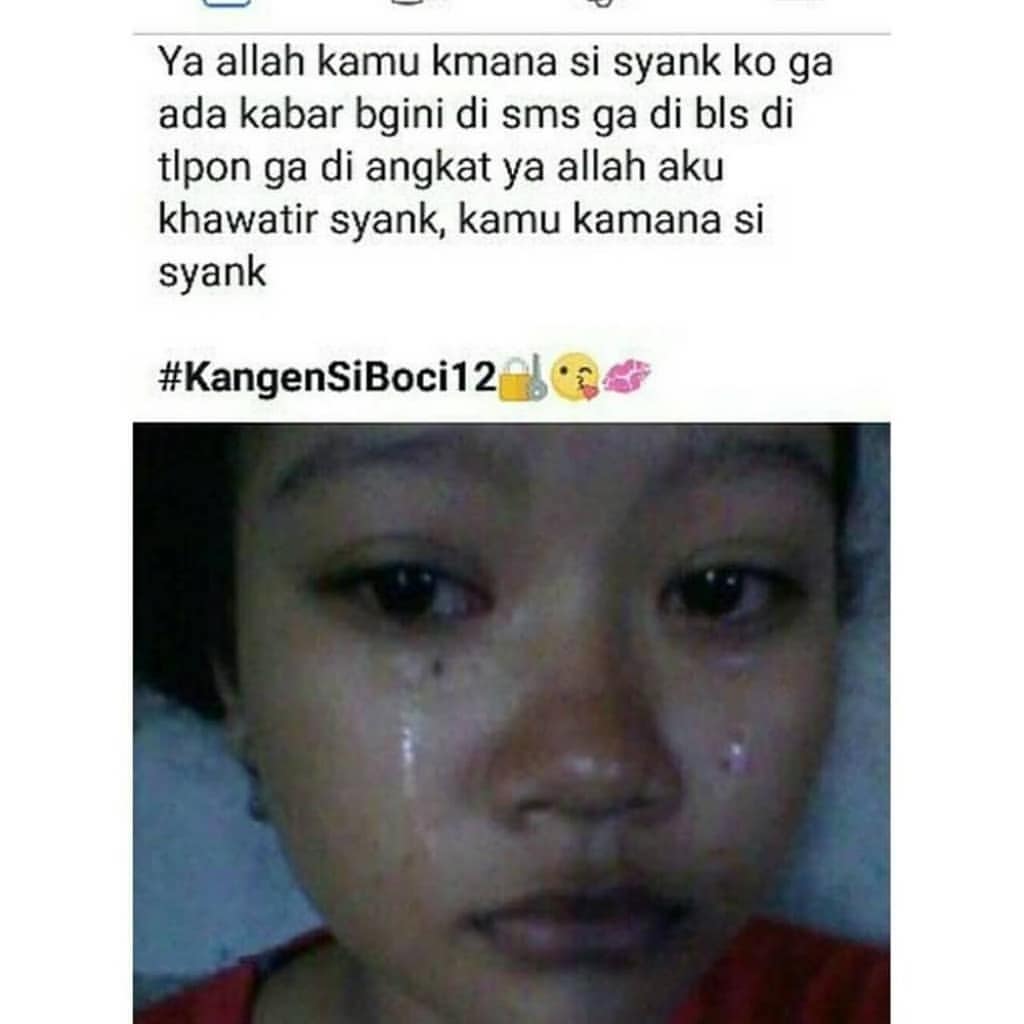 Ya allah kamu kmana si syank ko ga
ada kabar bgini di sms ga di bls di
tlpon ga di angkat ya allah aku
khawatir syank, kamu kamana si
syank
#KangenSiBoci12🔐😘💋